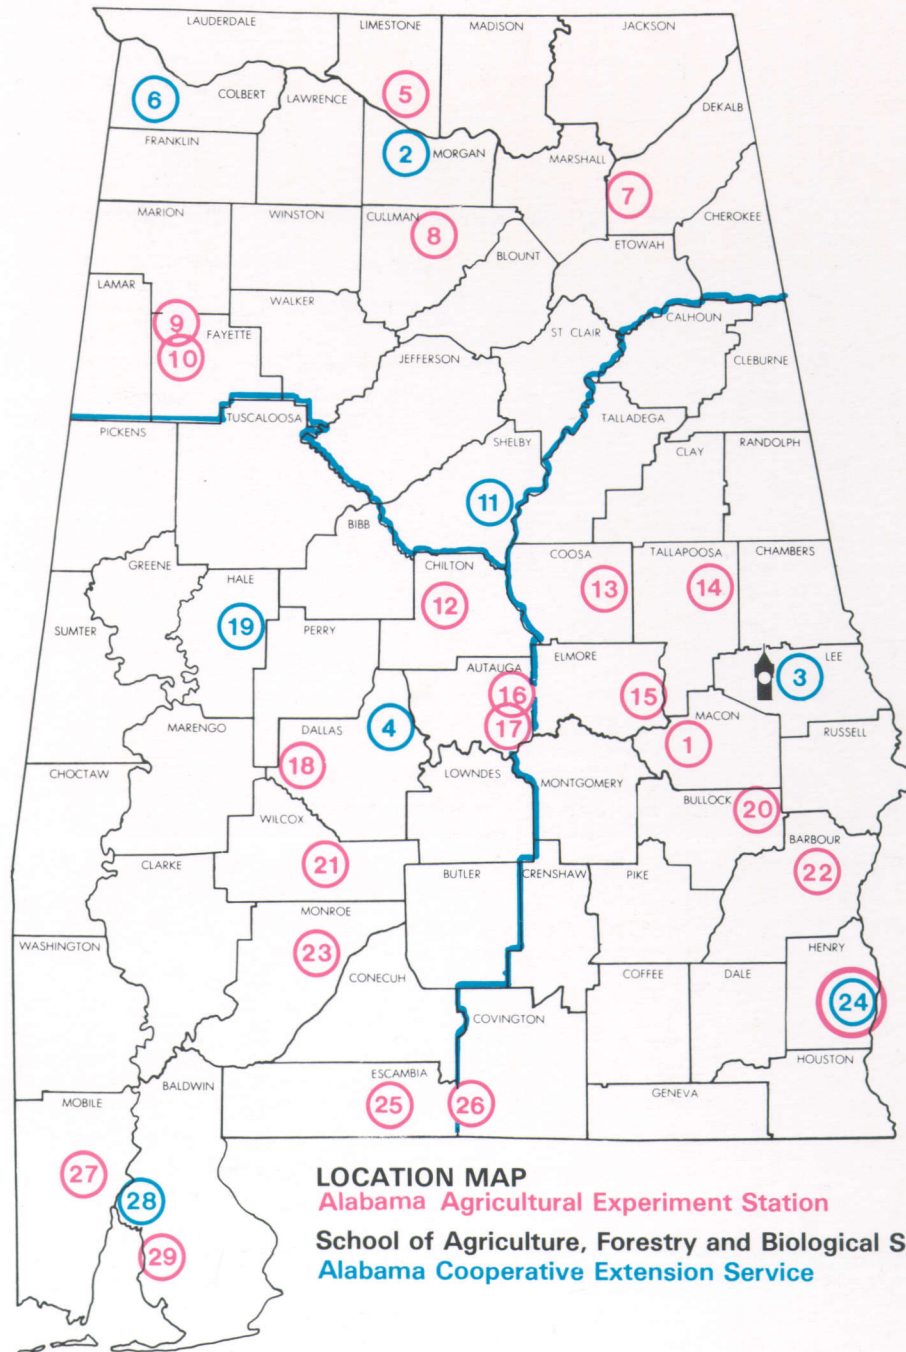 LAUDERDALE
LIMESTONE
MADISON
JACKSON
6
COLBERT
LAWRENCE
5
DEKALB
FRANKLIN
2
MORGAN
MARSHALL
7
MARION
WINSTON
CULLMAN
8
CHEROKEE
ETOWAH
BLOUNT
LAMAR
WALKER
9
FAYETTE
10
ST CLAIR
CALHOUN
JEFFERSON
CLEBURNE
TUSCALOOSA
PICKENS
TALLADEGA
SHELBY
CLAY
RANDOLPH
11
BIBB
GREENE
HALE
CHILTON
COOSA
TALLAPOOSA
CHAMBERS
12
13
14
19
SUMTER
PERRY
ELMORE
LEE
AUTAUGA
3
16
15
MARENGO
DALLAS
4
17
MACON
1
RUSSELL
18
CHOCTAW
LOWNDES
MONTGOMERY
BULLOCK
20
WILCOX
BARBOUR
CLARKE
21
BUTLER
CRENSHAW
PIKE
22
MONROE
WASHINGTON
23
CONECUH
COFFEE
DALE
HENRY
24
COVINGTON
HOUSTON
ESCAMBIA
BALDWIN
MOBILE
25
26
GENEVA
27
28
29
LOCATION MAP
Alabama Agricultural Experiment Station
School of Agriculture, Forestry and Biological S
Alabama Cooperative Extension Service